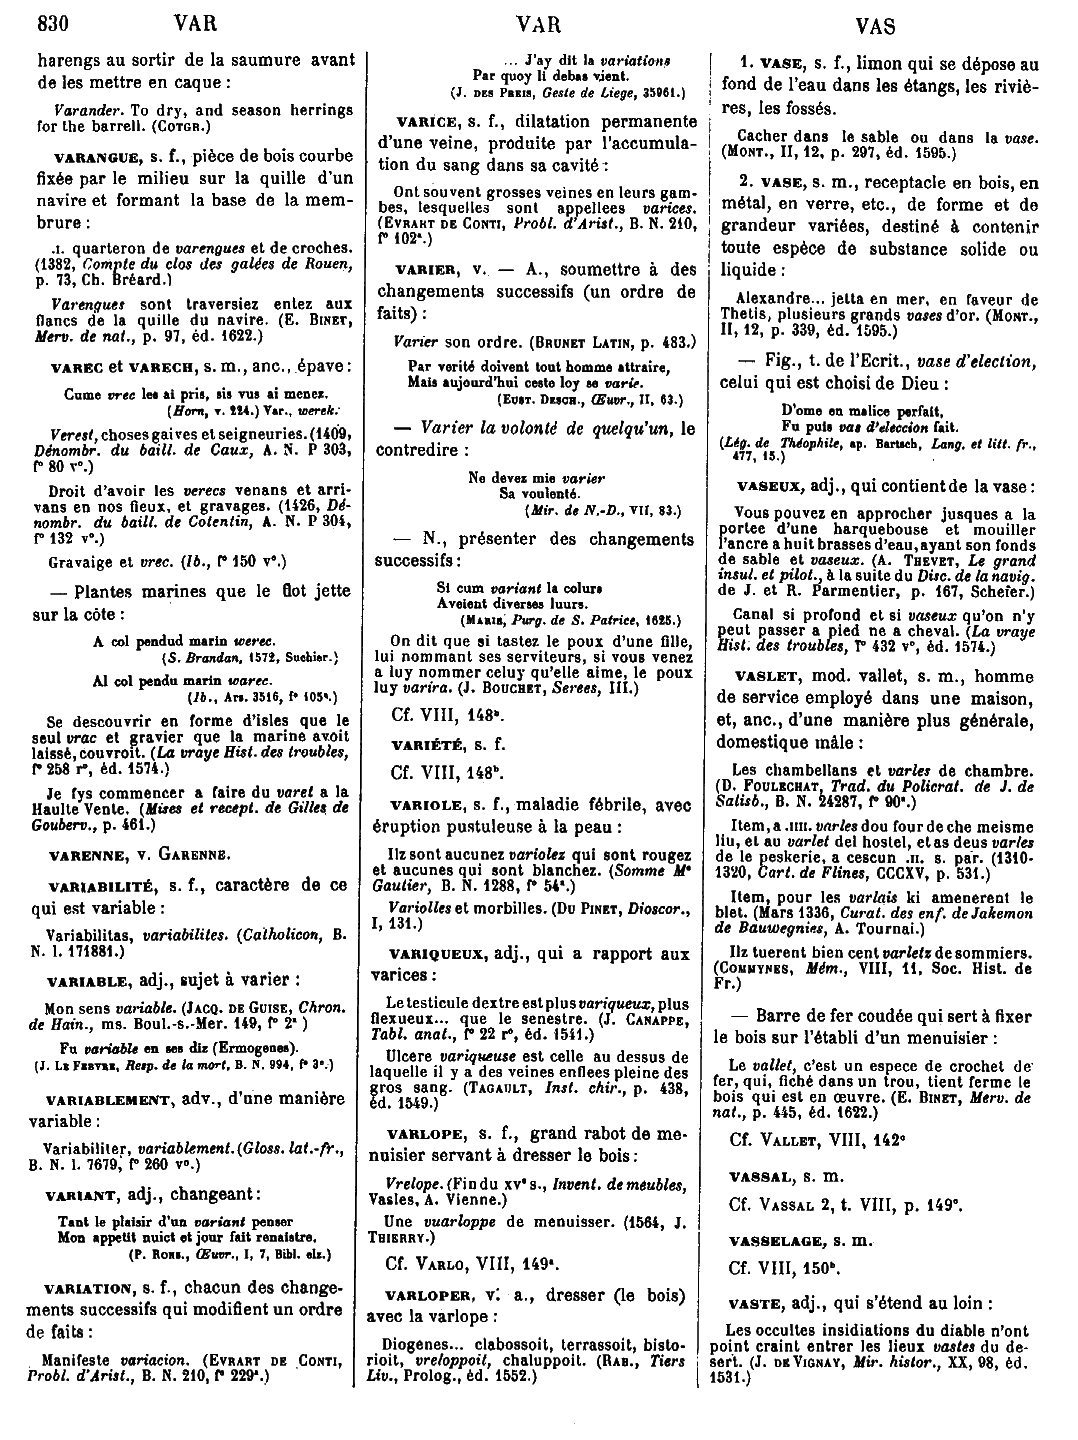 830 VAR VAR VAS
harengs au sortir de la saumure avant
de les mettre en caque :
Varander. To dry, and season herrings
for the barrell. (COTGR.)
VARANGUE, s. f., pièce de bois courbe
fixée par le milieu sur la quille d'un
navire et formant la base de la mem-
brure :
.I. quarteron de varengues et de croches.
(1382, Compte du clos des galées de Rouen,
p. 73, Ch. Bréard.)
Varengues sont traversiez entez aux
flancs de la quille du navire. (E. BINET,
Merv. de nat., p. 97, éd. 1622.)
VAREC et VARECH, s. m., anc., épave :
Cume vrec les ai pris, sis vus ai menez.
(Horn, v. 224.) Var., werek.
Verest, choses gaives et seigneuries. (1409,
Dénombr. du baill. de Caux, A. N. P 303,
f° 80 v°.)
Droit d'avoir les verecs venans et arri-
vans en nos fieux, et gravages. (1426, Dé-
nombr. du baill. de Cotentin, A. N. P 304,
f° 132 v°.)
Gravaige et vrec. (Ib., f° 150 v°.)
— Plantes marines que le flot jette
sur la côte :
A col pendud marin werec.
(S. Brandan, 1572, Suchier.)
Al col pendu marin warec.
(Ib., Ars. 3516, f° 105ª.)
Se descouvrir en forme d'isles que le
seul vrac et gravier que la marine avoit
laissé, couvroit. (La vraye Hist. des troubles,
f° 258 r°, éd. 1574.)
Je fys commencer a faire du varet a la
Haulte Vente. (Mises et recept. de Gilles de
Gouberv., p. 461.)
VARENNE, v. GARENNE.
VARIABILITÉ, s. f., caractère de ce
qui est variable :
Variabilitas, variabilites. (Catholicon, B.
N. l. 171881.)
VARIABLE, adj., sujet à varier :
Mon sens variable. (JACQ. DE GUISE, Chron.
de Hain., ms. Boul.-s.-Mer. 149, f° 2ª )
Fu variable en ses diz (Ermogenes).
(J. LE FEBVRE, Resp. de la mort, B. N. 994, f° 3ª.)
VARIABLEMENT, adv., d'une manière
variable :
Variabiliter, variablement. (Gloss. lat.-fr.,
B. N. l. 7679, f° 260 v°.)
VARIANT, adj., changeant :
Tant le plaisir d'un variant penser
Mon appetit nuict et jour fait renaistre.
(P. RONS., Œuvr., I, 7, Bibl. elz.)
VARIATION, s. f., chacun des change-
ments successifs qui modifient un ordre
de faits :
Manifeste variacion. (EVRART DE CONTI,
Probl. d'Arist., B. N. 210, f° 229ª.)
... J'ay dit la variations
Par quoy li debas vient.
(J. DES PREIS, Geste de Liege, 35961.)
VARICE, s. f., dilatation permanente
d'une veine, produite par l'accumula-
tion du sang dans sa cavité :
Ont souvent grosses veines en leurs gam-
bes, lesquelles sont appellees varices.
(EVRART DE CONTI, Probl. d'Arist., B. N. 210,
f° 102ª.)
VARIER, v. — A., soumettre à des
changements successifs (un ordre de
faits) :
Varier son ordre. (BRUNET LATIN, p. 483.)
Par verité doivent tout homme attraire,
Mais aujourd'hui ceste loy se varie.
(EUST. DESCH., Œuvr., II, 63.)
— Varier la volonté de quelqu'un, le
contredire :
Ne devez mie varier
Sa voulenté.
(Mir. de N.-D., VII, 83.)
— N., présenter des changements
successifs :
Si cum variant la colurs
Aveient diverses luurs.
(MARIE, Purg. de S. Patrice, 1625.)
On dit que si tastez le poux d'une fille,
lui nommant ses serviteurs, si vous venez
a luy nommer celuy qu'elle aime, le poux
luy varira. (J. BOUCHET, Serees, III.)
Cf. VIII, 148ᵇ.
VARIÉTÉ, s. f.
Cf. VIII, 148ᵇ.
VARIOLE, s. f., maladie fébrile, avec
éruption pustuleuse à la peau :
Ilz sont aucunez variolez qui sont rougez
et aucunes qui sont blanchez. (Somme Mᵉ
Gautier, B. N. 1288, f° 54ª.)
Variolles et morbilles. (DU PINET, Dioscor.,
I, 131.)
VARIQUEUX, adj., qui a rapport aux
varices :
Le testicule dextre est plus variqueux, plus
flexueux... que le senestre. (J. CANAPPE,
Tabl. anat., f° 22 r°, éd. 1541.)
Ulcere variqueuse est celle au dessus de
laquelle il y a des veines enflees pleine des
gros sang. (TAGAULT, Inst. chir., p. 438,
éd. 1549.)
VARLOPE, s. f., grand rabot de me-
nuisier servant à dresser le bois :
Vrelope. (Fin du XVᵉ s., Invent. de meubles,
Vasles, A. Vienne.)
Une vuarloppe de menuisser. (1564, J.
THIERRY.)
Cf. VARLO, VIII, 149ª.
VARLOPER, v. a., dresser (le bois)
avec la varlope :
Diogenes... clabossoit, terrassoit, bisto-
rioit, vreloppoit, chaluppoit. (RAB., Tiers
Liv., Prolog., éd. 1552.)
1. VASE, s. f., limon qui se dépose au
fond de l'eau dans les étangs, les riviè-
res, les fossés.
Cacher dans le sable ou dans la vase.
(MONT., II, 12, p. 297, éd. 1595.)
2. VASE, s. m., receptacle en bois, en
métal, en verre, etc., de forme et de
grandeur variées, destiné à contenir
toute espèce de substance solide ou
liquide :
Alexandre... jetta en mer, en faveur de
Thetis, plusieurs grands vases d'or. (MONT.,
II, 12, p. 339, éd. 1595.)
— Fig., t. de l'Ecrit., vase d'election,
celui qui est choisi de Dieu :
D'ome en malice perfait,
Fu puis vas d'eleccion fait.
(Lég. de Théophile, ap. Bartsch, Lang. et litt. fr.,
477, 15.)
VASEUX, adj., qui contient de la vase :
Vous pouvez en approcher jusques a la
portee d'une harquebouse et mouiller
l'ancre a huit brasses d'eau, ayant son fonds
de sable et vaseux. (A. THEVET, Le grand
insul. et pilot., à la suite du Disc. de la navig.
de J. et R. Parmentier, p. 167, Schefer.)
Canal si profond et si vaseux qu'on n'y
peut passer a pied ne a cheval. (La vraye
Hist. des troubles, f° 432 v°, éd. 1574.)
VASLET, mod. vallet, s. m., homme
de service employé dans une maison,
et, anc., d'une manière plus générale,
domestique mâle :
Les chambellans et varles de chambre.
(D. FOULECHAT, Trad. du Policrat. de J. de
Salisb., B. N. 24287, f° 90ª.)
Item, a .IIII. varles dou four de che meisme
liu, et au varlet del hostel, et as deus varles
de le peskerie, a cescun .II. s. par. (1310-
1320, Cart. de Flines, CCCXV, p. 531.)
Item, pour les varlais ki amenerent le
blet. (Mars 1336, Curat. des enf. de Jakemon
de Bauwegnies, A. Tournai.)
Ilz tuerent bien cent varletz de sommiers.
(COMMYNES, Mém., VIII, 11, Soc. Hist. de
Fr.)
— Barre de fer coudée qui sert à fixer
le bois sur l'établi d'un menuisier :
Le vallet, c'est un espece de crochet de
fer, qui, fiché dans un trou, tient ferme le
bois qui est en œuvre. (E. BINET, Merv. de
nat., p. 445, éd. 1622.)
Cf. VALLET, VIII, 142ᶜ
VASSAL, s. m.
Cf. VASSAL 2, t. VIII, p. 149ᶜ.
VASSELAGE, s. m.
Cf. VIII, 150ᵇ.
VASTE, adj., qui s'étend au loin :
Les occultes insidiations du diable n'ont
point craint entrer les lieux vastes du de-
sert. (J. DE VIGNAY, Mir. histor., XX, 98, éd.
1531.)